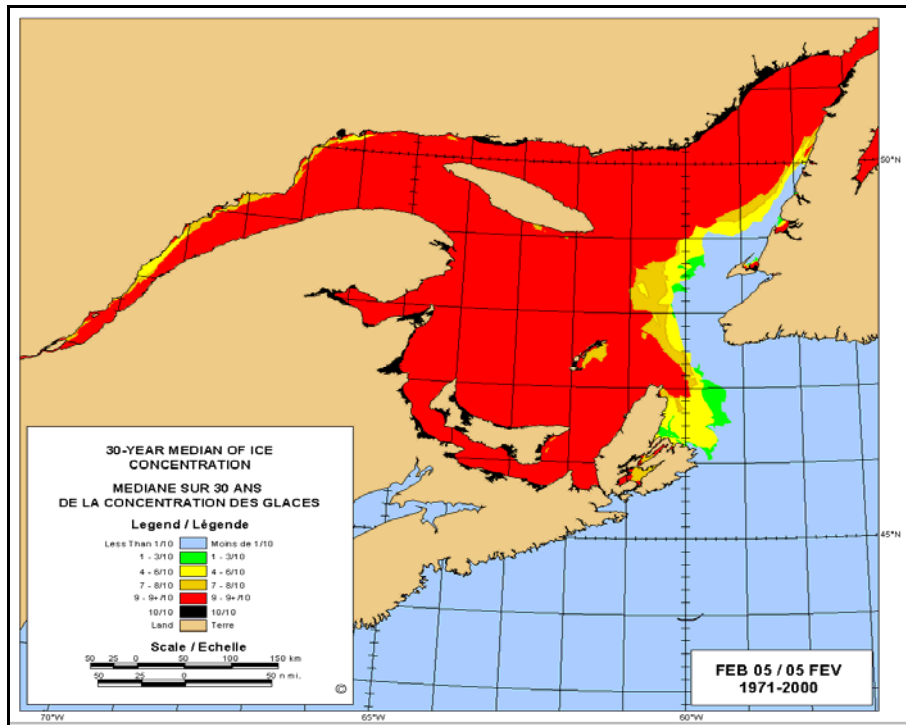 50°N
30-YEAR MEDIAN OF ICE
CONCENTRATION
MEDIANE SUR 30 ANS
DE LA CONCENTRATION DES GLACES
Legend / Légende
Less Than 1/10 Moins de 1/10
1 - 3/10 1 - 3/10
4 - 6/10 4 - 6/10
7 - 8/10 7 - 8/10
9 - 9+/10 9 - 9+/10
10/10 10/10
Land Terre
Scale / Echelle
50 25 0 50 100 150 km
50 25 0 50 n mi.
©
45°N
FEB 05 / 05 FEV
1971-2000
70°W 65°W 60°W